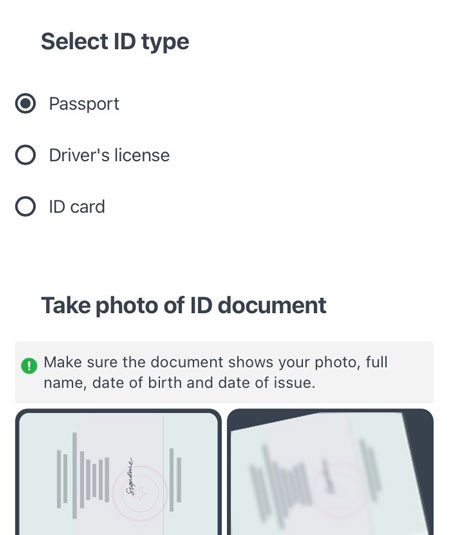 Select ID type
Passport
Driver's license
ID card
Take photo of ID document
Make sure the document shows your photo, full
name, date of birth and date of issue.
Signature